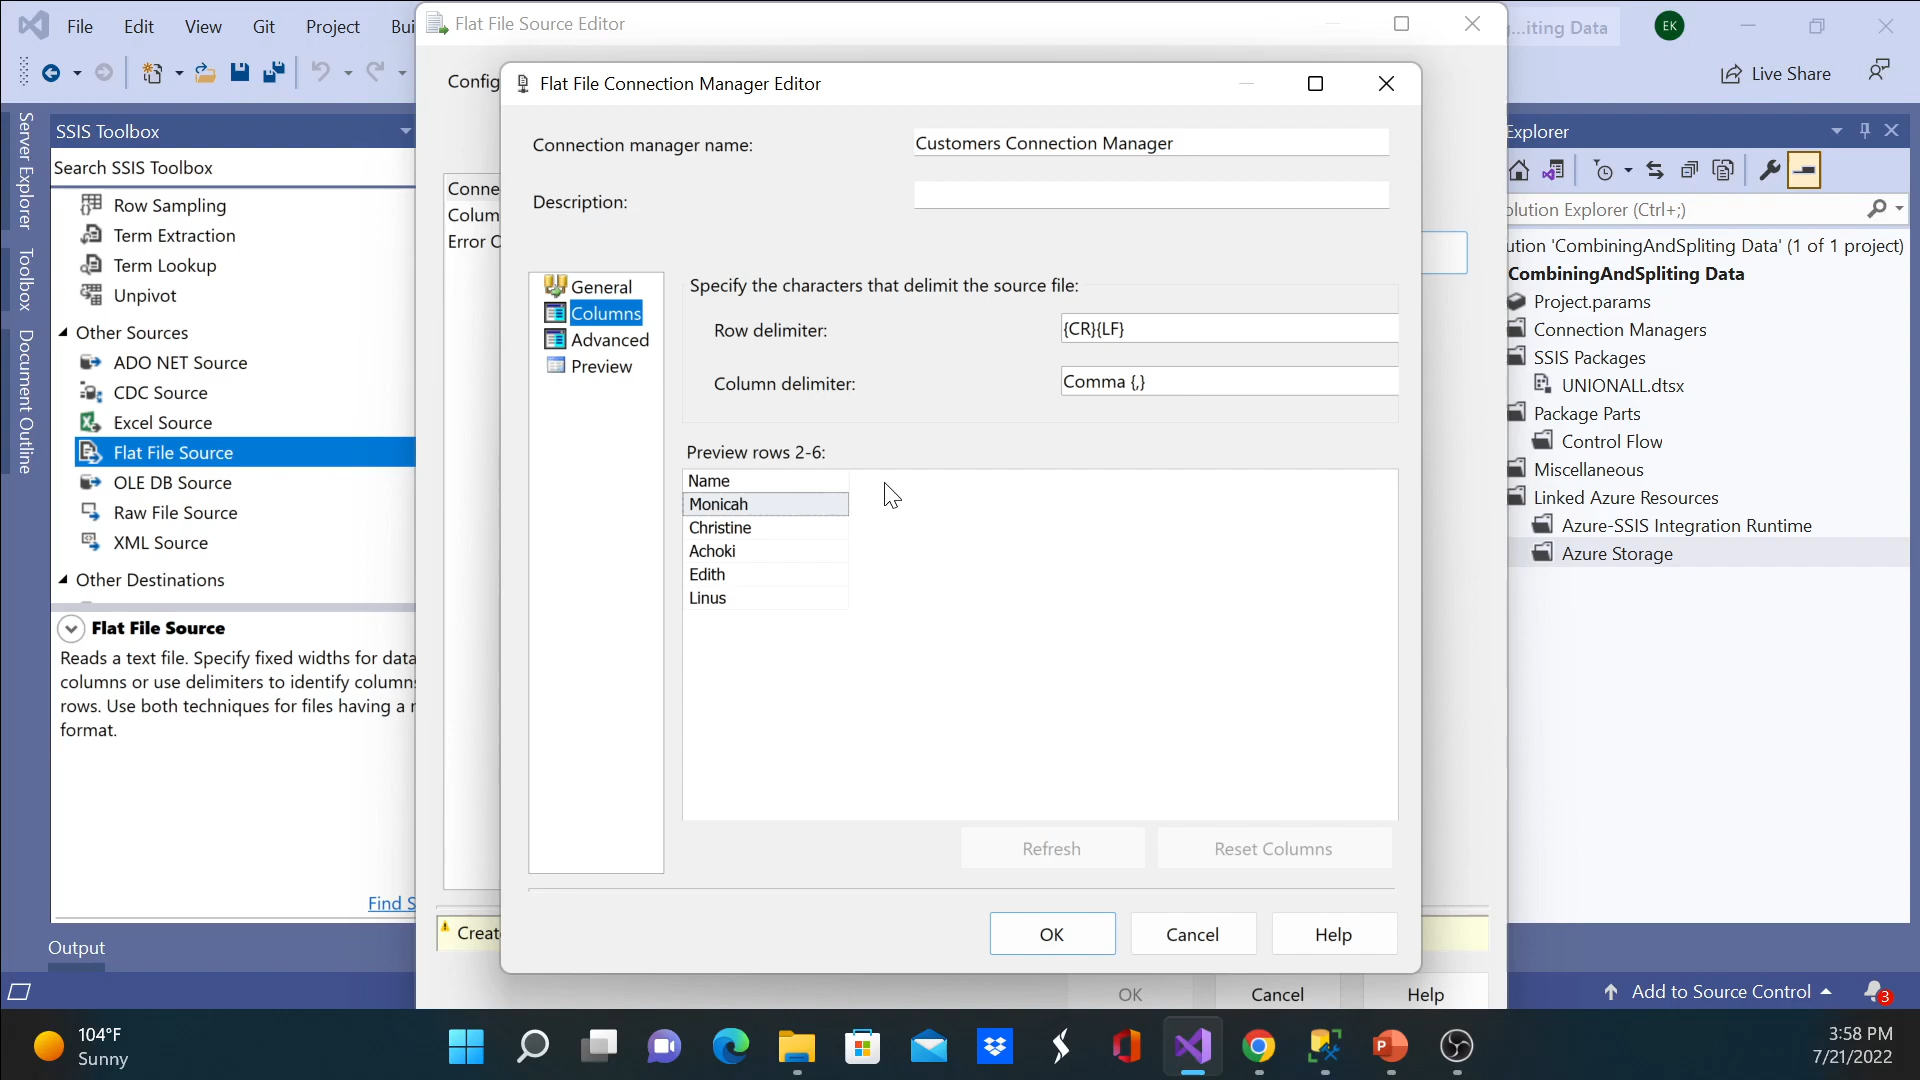 File
Edit
View
Git
Project
Bui
Flat File Source Editor
...iting Data
EK
Live Share
Config
Flat File Connection Manager Editor
Server Explorer
Toolbox
Document Outline
SSIS Toolbox
Search SSIS Toolbox
Row Sampling
Term Extraction
Term Lookup
Unpivot
Other Sources
ADO NET Source
CDC Source
Excel Source
Flat File Source
OLE DB Source
Raw File Source
XML Source
Other Destinations
Flat File Source
Reads a text file. Specify fixed widths for data
columns or use delimiters to identify columns
rows. Use both techniques for files having a r
format.
Find S
Output
Conne
Colum
Error C
Creat
Connection manager name:
Customers Connection Manager
Description:
General
Columns
Advanced
Preview
Specify the characters that delimit the source file:
Row delimiter:
{CR}{LF}
Column delimiter:
Comma {,}
Preview rows 2-6:
Name
Monicah
Christine
Achoki
Edith
Linus
Refresh
Reset Columns
OK
Cancel
Help
OK
Cancel
Help
Explorer
olution Explorer (Ctrl+;)
ution 'CombiningAndSpliting Data' (1 of 1 project)
CombiningAndSpliting Data
Project.params
Connection Managers
SSIS Packages
UNIONALL.dtsx
Package Parts
Control Flow
Miscellaneous
Linked Azure Resources
Azure-SSIS Integration Runtime
Azure Storage
Add to Source Control
3
104°F
Sunny
3:58 PM
7/21/2022